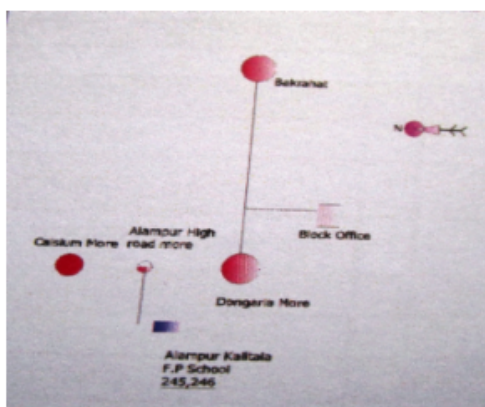 Bakrahat
N
Alampur High
Calsium More road more
Block Office
Dongaria More
Alampur Kalitala
F.P School
245,246